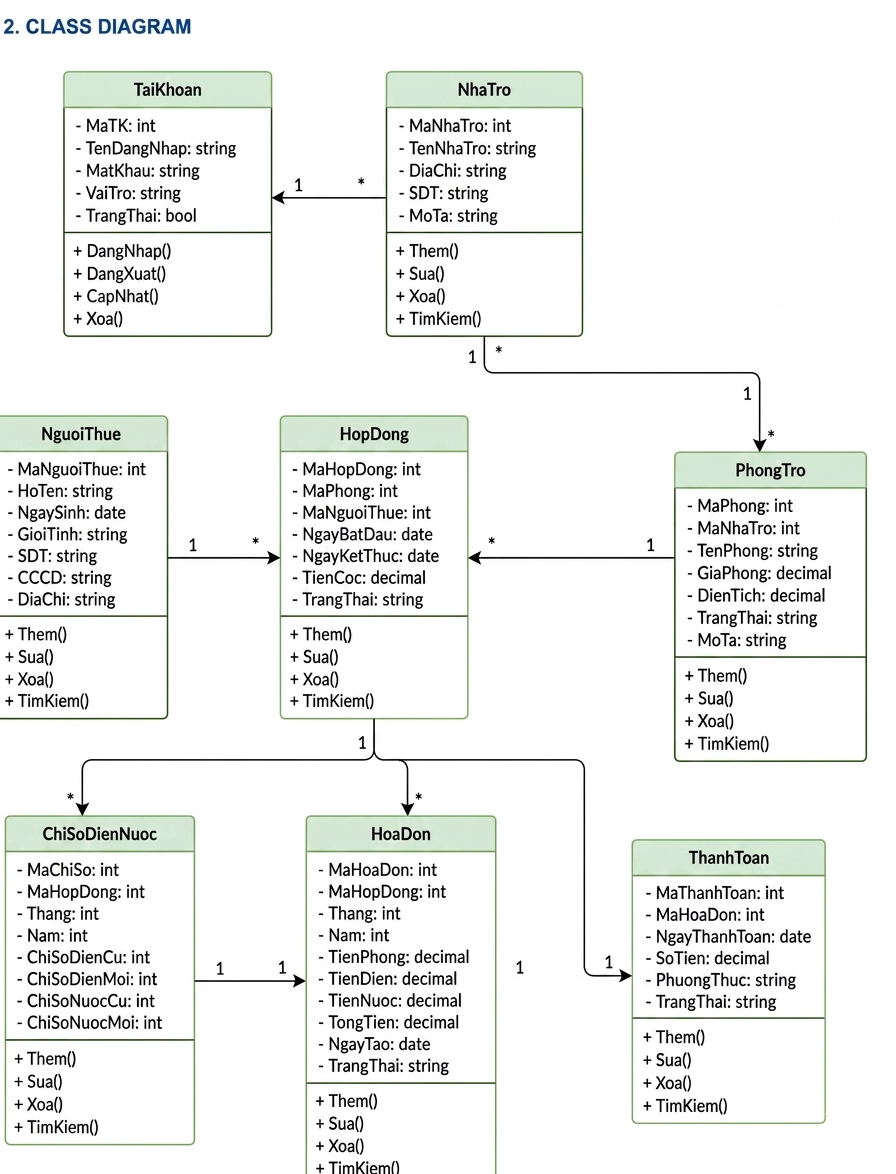 2. CLASS DIAGRAM
TaiKhoan
- MaTK: int
- TenDangNhap: string
- MatKhau: string
- VaiTro: string
- TrangThai: bool
+ DangNhap()
+ DangXuat()
+ CapNhat()
+ Xoa()
1
*
NhaTro
- MaNhaTro: int
- TenNhaTro: string
- DiaChi: string
- SDT: string
- MoTa: string
+ Them()
+ Sua()
+ Xoa()
+ TimKiem()
1
*
1
*
NguoiThue
- MaNguoiThue: int
- HoTen: string
- NgaySinh: date
- GioiTinh: string
- SDT: string
- CCCD: string
- DiaChi: string
+ Them()
+ Sua()
+ Xoa()
+ TimKiem()
1
*
HopDong
- MaHopDong: int
- MaPhong: int
- MaNguoiThue: int
- NgayBatDau: date
- NgayKetThuc: date
- TienCoc: decimal
- TrangThai: string
+ Them()
+ Sua()
+ Xoa()
+ TimKiem()
*
1
PhongTro
- MaPhong: int
- MaNhaTro: int
- TenPhong: string
- GiaPhong: decimal
- DienTich: decimal
- TrangThai: string
- MoTa: string
+ Them()
+ Sua()
+ Xoa()
+ TimKiem()
1
*
*
ChiSoDienNuoc
- MaChiSo: int
- MaHopDong: int
- Thang: int
- Nam: int
- ChiSoDienCu: int
- ChiSoDienMoi: int
- ChiSoNuocCu: int
- ChiSoNuocMoi: int
+ Them()
+ Sua()
+ Xoa()
+ TimKiem()
1
1
HoaDon
- MaHoaDon: int
- MaHopDong: int
- Thang: int
- Nam: int
- TienPhong: decimal
- TienDien: decimal
- TienNuoc: decimal
- TongTien: decimal
- NgayTao: date
- TrangThai: string
+ Them()
+ Sua()
+ Xoa()
+ TimKiem()
1
1
ThanhToan
- MaThanhToan: int
- MaHoaDon: int
- NgayThanhToan: date
- SoTien: decimal
- PhuongThuc: string
- TrangThai: string
+ Them()
+ Sua()
+ Xoa()
+ TimKiem()